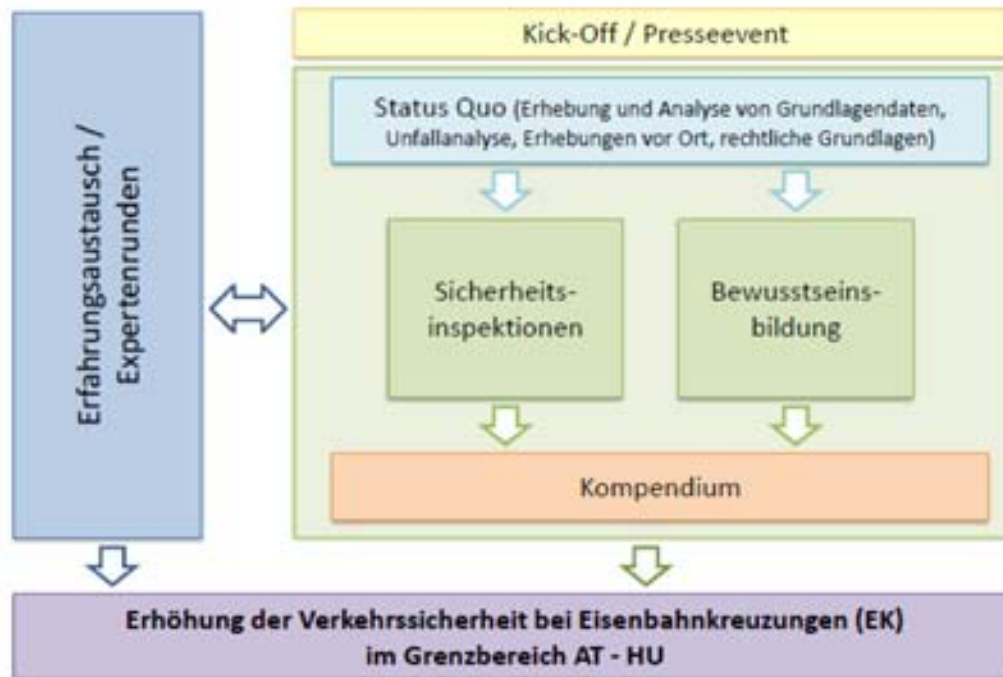 Erfahrungsaustausch /
Expertenrunden
Kick-Off / Presseevent
Status Quo (Erhebung und Analyse von Grundlagendaten,
Unfallanalyse, Erhebungen vor Ort, rechtliche Grundlagen)
Sicherheits-
inspektionen
Bewusstseins-
bildung
Kompendium
Erhöhung der Verkehrssicherheit bei Eisenbahnkreuzungen (EK)
im Grenzbereich AT - HU